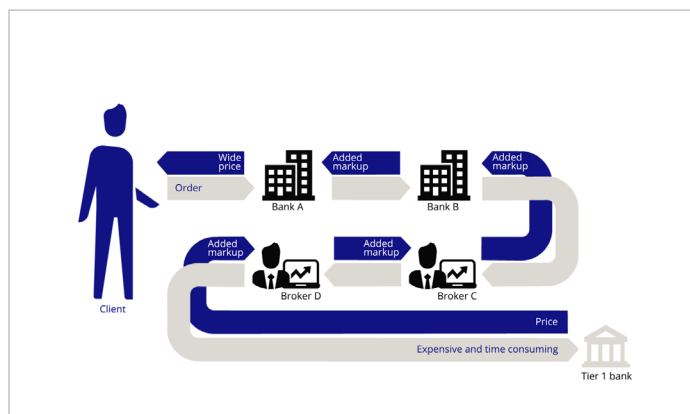 Wide
price
Added
markup
Added
markup
Order
Bank A
Bank B
Added
markup
Added
markup
Broker D
Broker C
Client
Price
Expensive and time consuming
Tier 1 bank